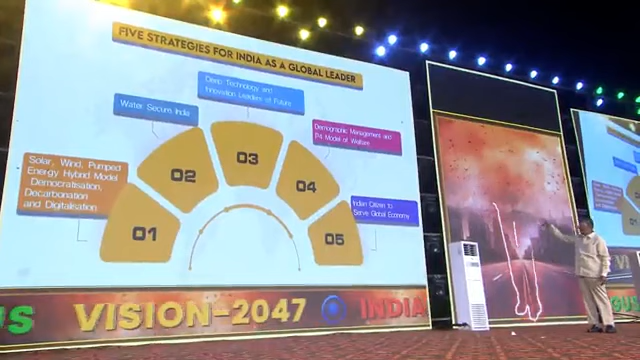 FIVE STRATEGIES FOR INDIA AS A GLOBAL LEADER
Deep Technology and
Innovation Leaders of Future
Water Secure India
Demographic Management and
P4 Model of Welfare
Solar, Wind, Pumped
Energy Hybrid Model
Democratisation,
Decarbonation
and Digitalisation
Indian Citizen to
Serve Global Economy
01
02
03
04
05
VISION-2047
INDIA